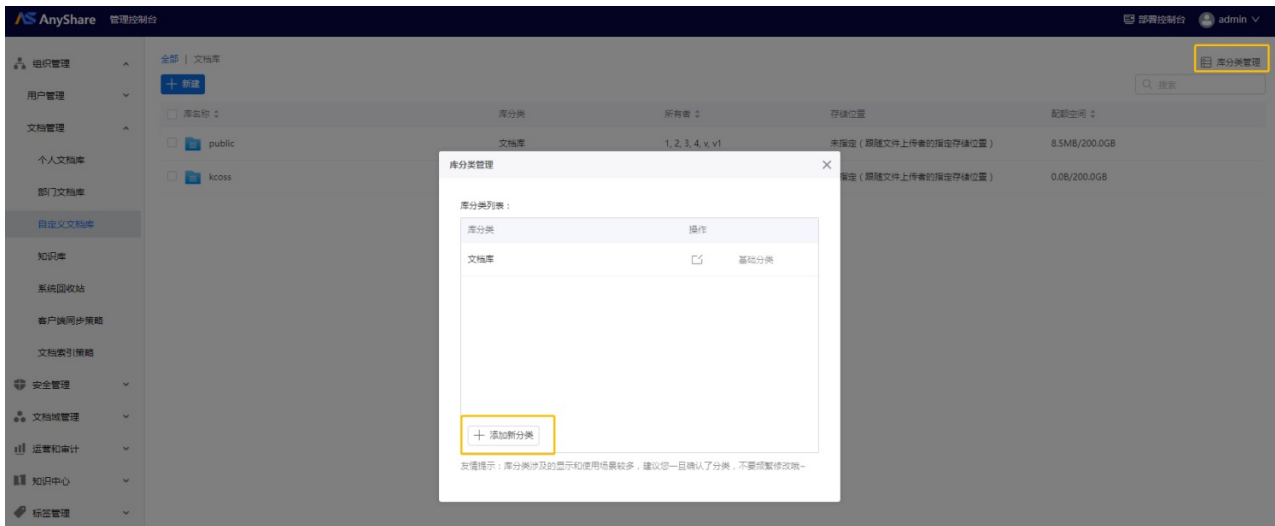 AnyShare 管理控制台 部署控制台 admin
组织管理
用户管理
文档管理
个人文档库
部门文档库
自定义文档库
知识库
系统回收站
客户端同步策略
文档索引策略
安全管理
文档域管理
运营和审计
知识中心
标签管理
全部 | 文档库 库分类管理
新建 搜索
库名称 库分类 所有者 存储位置 配额空间
public 文档库 1, 2, 3, 4, v, v1 未指定（跟随文件上传者的指定存储位置） 8.5MB/200.0GB
kcoss 指定（跟随文件上传者的指定存储位置） 0.0B/200.0GB
库分类管理
库分类列表：
库分类 操作
文档库 基础分类
添加新分类
友情提示：库分类涉及的显示和使用场景较多，建议您一旦确认了分类，不要频繁修改哦~